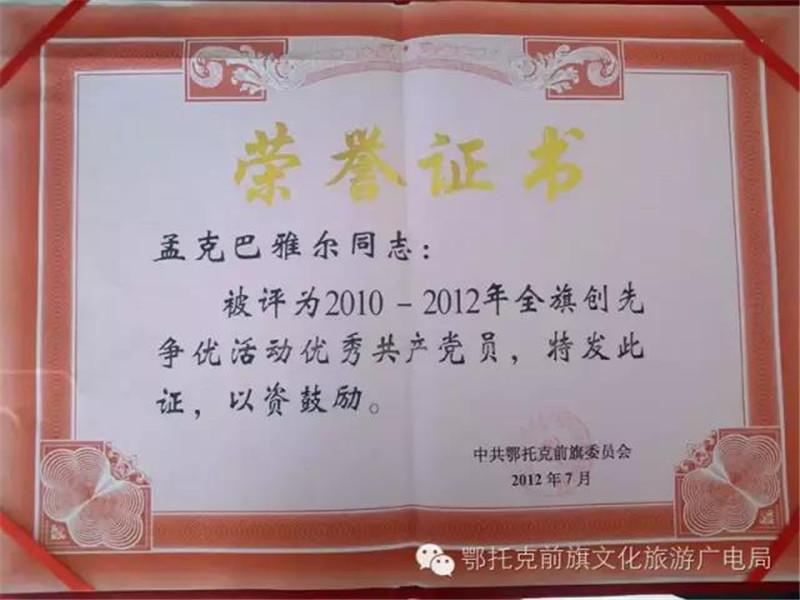 荣誉证书
孟克巴雅尔同志：
被评为2010-2012年全旗创先
争优活动优秀共产党员，特发此
证，以资鼓励。
中共鄂托克前旗委员会
2012年7月
鄂托克前旗文化旅游广电局